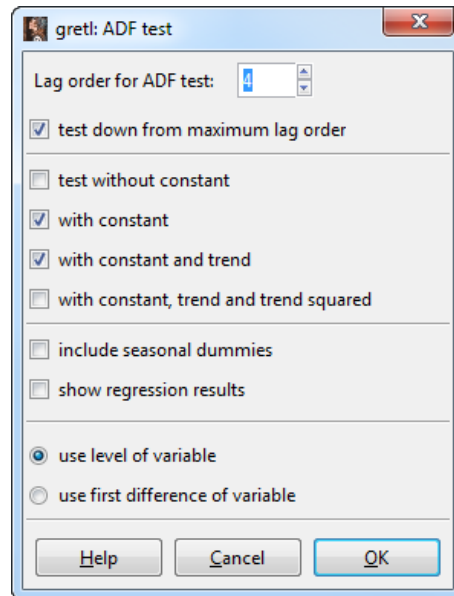 gretl: ADF test
Lag order for ADF test: 4
test down from maximum lag order
test without constant
with constant
with constant and trend
with constant, trend and trend squared
include seasonal dummies
show regression results
use level of variable
use first difference of variable
Help Cancel OK